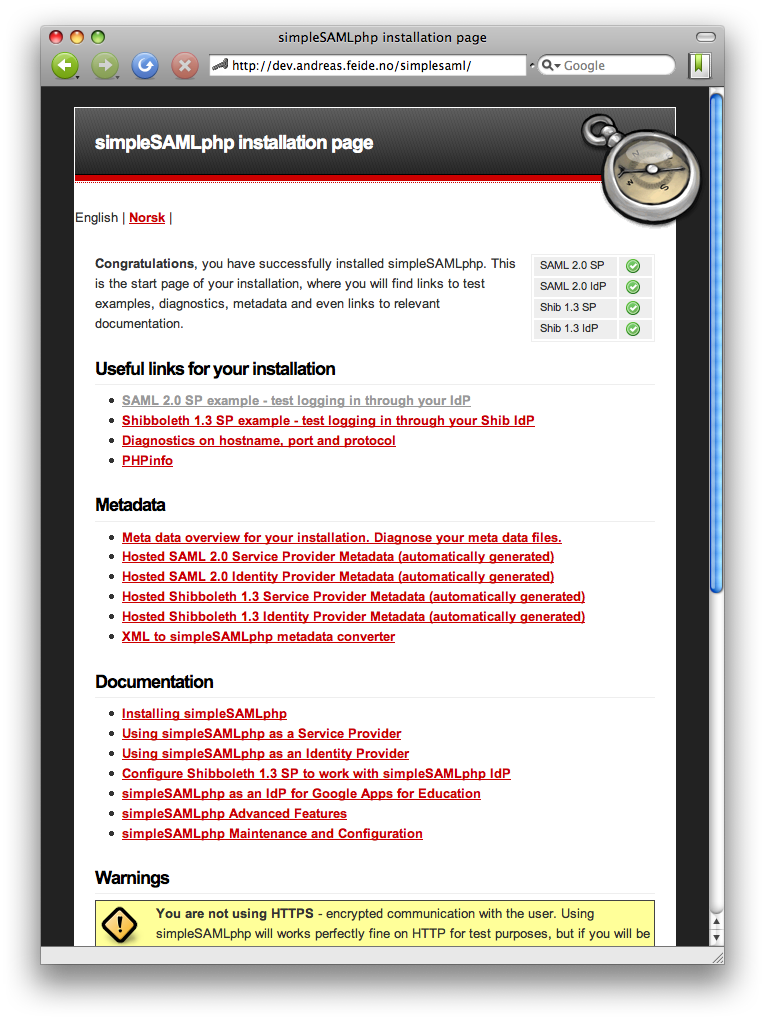 simpleSAMLphp installation page
http://dev.andreas.feide.no/simplesaml/
Google
simpleSAMLphp installation page
English | Norsk |
Congratulations, you have successfully installed simpleSAMLphp. This
is the start page of your installation, where you will find links to test
examples, diagnostics, metadata and even links to relevant
documentation.
SAML 2.0 SP
SAML 2.0 IdP
Shib 1.3 SP
Shib 1.3 IdP
Useful links for your installation
SAML 2.0 SP example - test logging in through your IdP
Shibboleth 1.3 SP example - test logging in through your Shib IdP
Diagnostics on hostname, port and protocol
PHPinfo
Metadata
Meta data overview for your installation. Diagnose your meta data files.
Hosted SAML 2.0 Service Provider Metadata (automatically generated)
Hosted SAML 2.0 Identity Provider Metadata (automatically generated)
Hosted Shibboleth 1.3 Service Provider Metadata (automatically generated)
Hosted Shibboleth 1.3 Identity Provider Metadata (automatically generated)
XML to simpleSAMLphp metadata converter
Documentation
Installing simpleSAMLphp
Using simpleSAMLphp as a Service Provider
Using simpleSAMLphp as an Identity Provider
Configure Shibboleth 1.3 SP to work with simpleSAMLphp IdP
simpleSAMLphp as an IdP for Google Apps for Education
simpleSAMLphp Advanced Features
simpleSAMLphp Maintenance and Configuration
Warnings
You are not using HTTPS - encrypted communication with the user. Using
simpleSAMLphp will works perfectly fine on HTTP for test purposes, but if you will be